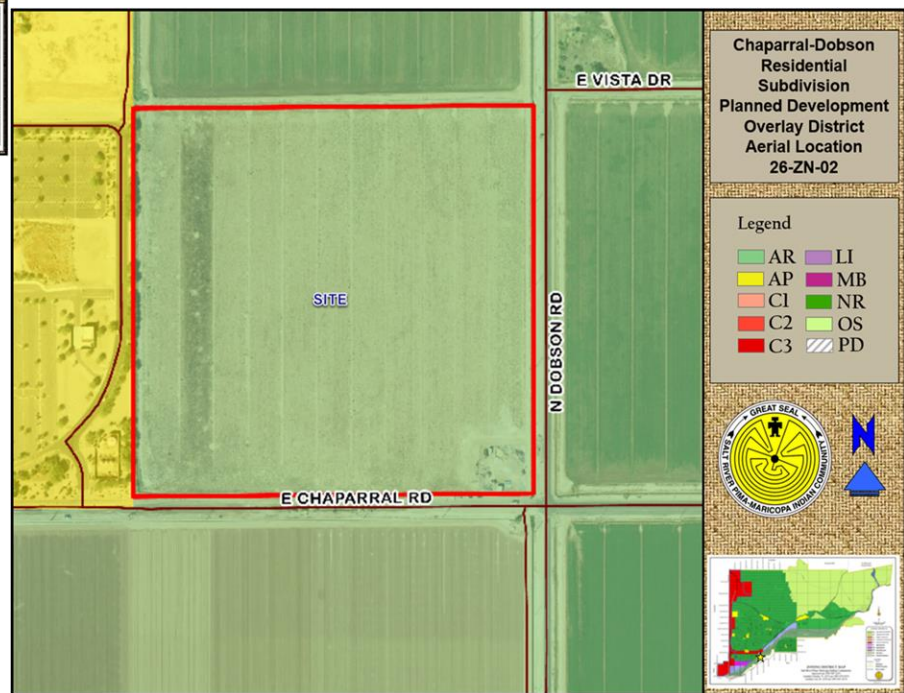 E VISTA DR
SITE
N DOBSON RD
E CHAPARRAL RD
Chaparral-Dobson
Residential
Subdivision
Planned Development
Overlay District
Aerial Location
26-ZN-02
Legend
AR
LI
AP
MB
C1
NR
C2
OS
C3
PD
GREAT SEAL
SALT RIVER PIMA-MARICOPA INDIAN COMMUNITY
N